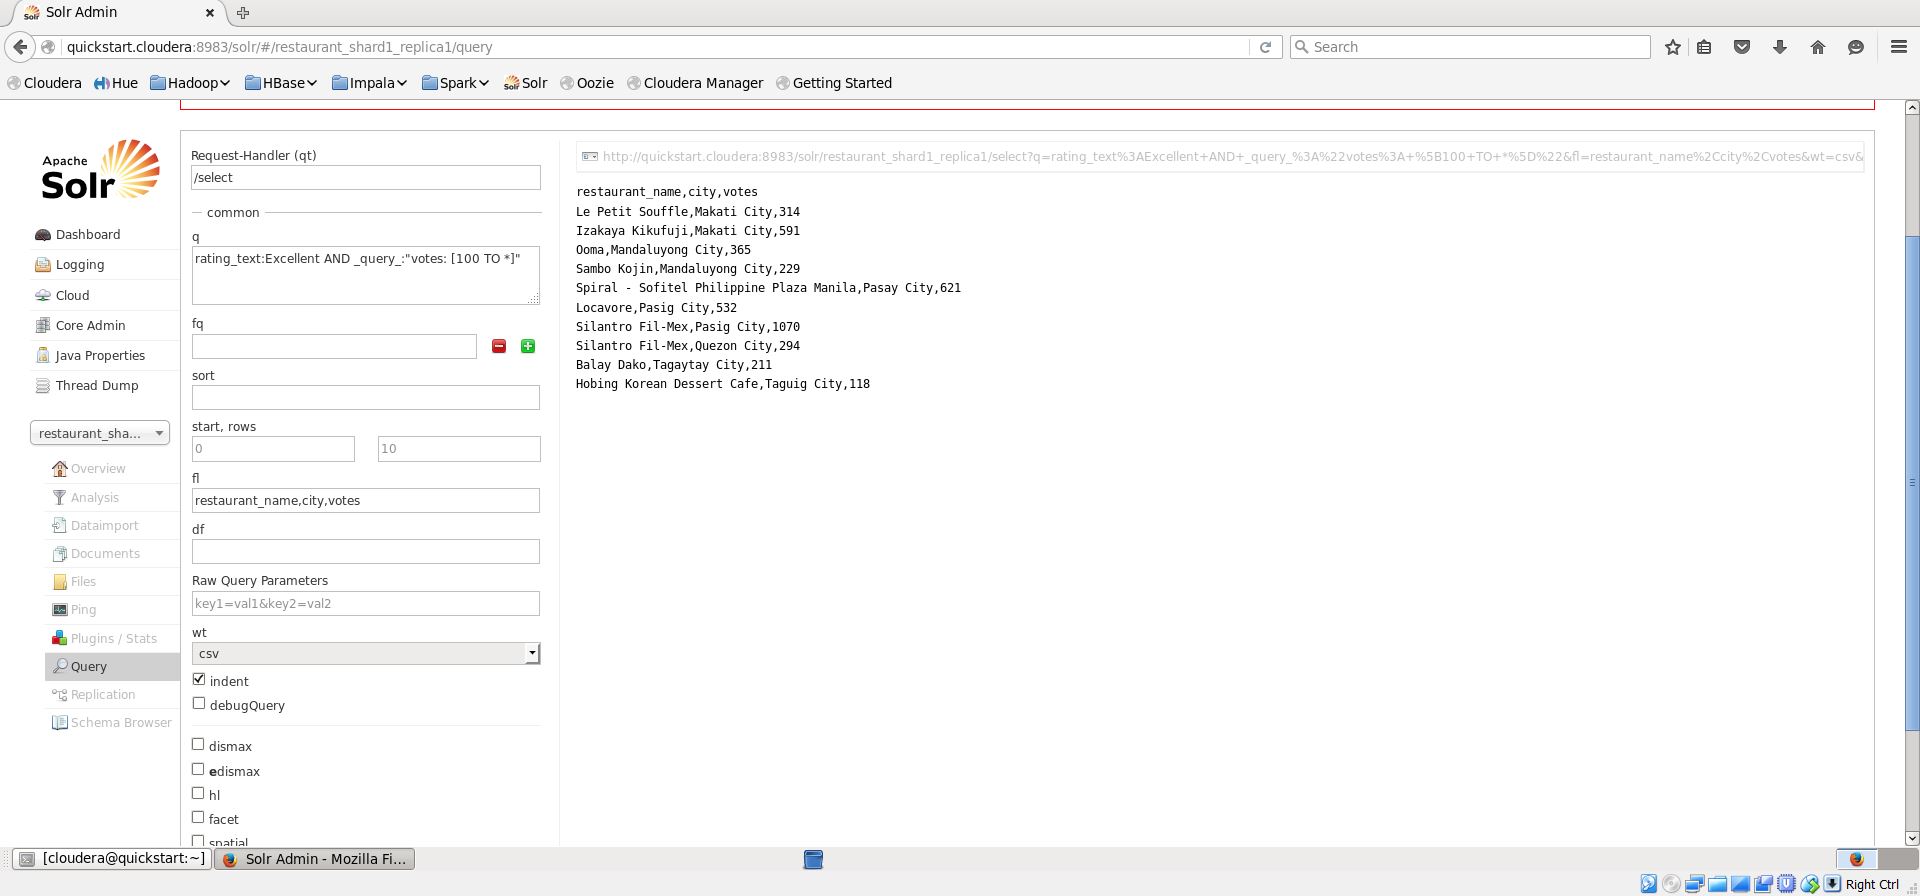 Solr Admin
quickstart.cloudera:8983/solr/#/restaurant_shard1_replica1/query
Search
Cloudera Hue Hadoop HBase Impala Spark Solr Oozie Cloudera Manager Getting Started
Apache
Solr
Dashboard
Logging
Cloud
Core Admin
Java Properties
Thread Dump
restaurant_sha...
Overview
Analysis
Dataimport
Documents
Files
Ping
Plugins / Stats
Query
Replication
Schema Browser
Request-Handler (qt)
/select
common
q
rating_text:Excellent AND _query_:"votes: [100 TO *]"
fq
sort
start, rows
0 10
fl
restaurant_name,city,votes
df
Raw Query Parameters
key1=val1&key2=val2
wt
csv
indent
debugQuery
dismax
edismax
hl
facet
spatial
http://quickstart.cloudera:8983/solr/restaurant_shard1_replica1/select?q=rating_text%3AExcellent+AND+_query_%3A%22votes%3A+%5B100+TO+*%5D%22&fl=restaurant_name%2Ccity%2Cvotes&wt=csv&
restaurant_name,city,votes
Le Petit Souffle,Makati City,314
Izakaya Kikufuji,Makati City,591
Ooma,Mandaluyong City,365
Sambo Kojin,Mandaluyong City,229
Spiral - Sofitel Philippine Plaza Manila,Pasay City,621
Locavore,Pasig City,532
Silantro Fil-Mex,Pasig City,1070
Silantro Fil-Mex,Quezon City,294
Balay Dako,Tagaytay City,211
Hobing Korean Dessert Cafe,Taguig City,118
[cloudera@quickstart:~] Solr Admin - Mozilla Fi...
Right Ctrl